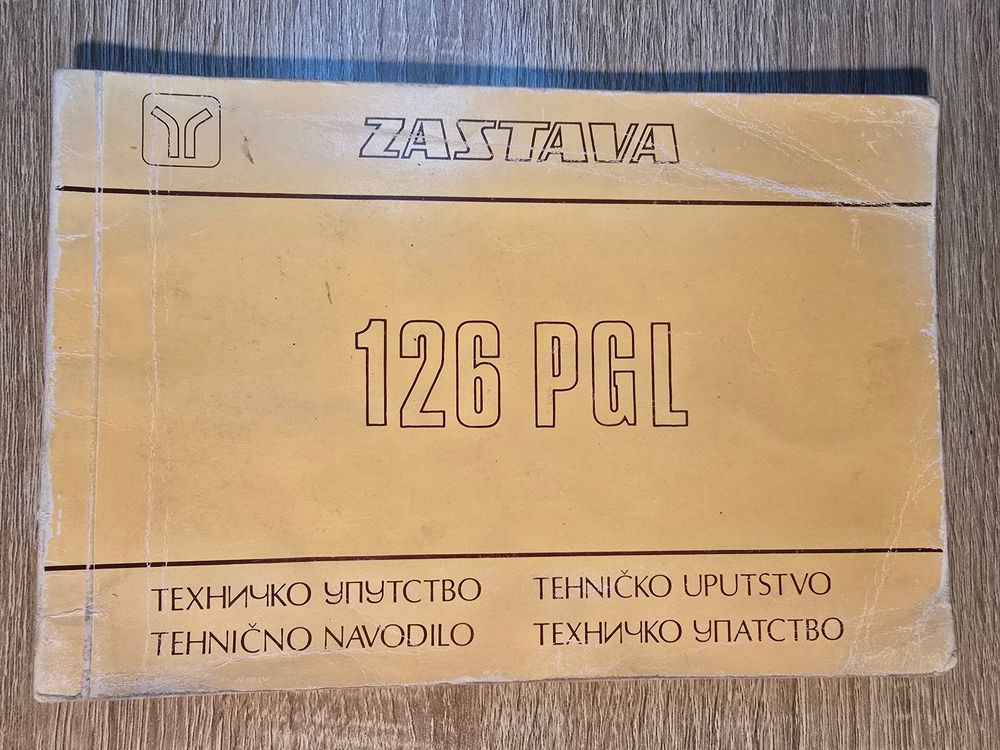 ZASTAVA
126 PGL
ТЕХНИЧКО УПУТСТВО
TEHNIČKO UPUTSTVO
TEHNIČNO NAVODILO
ТЕХНИЧКО УПАТСТВО